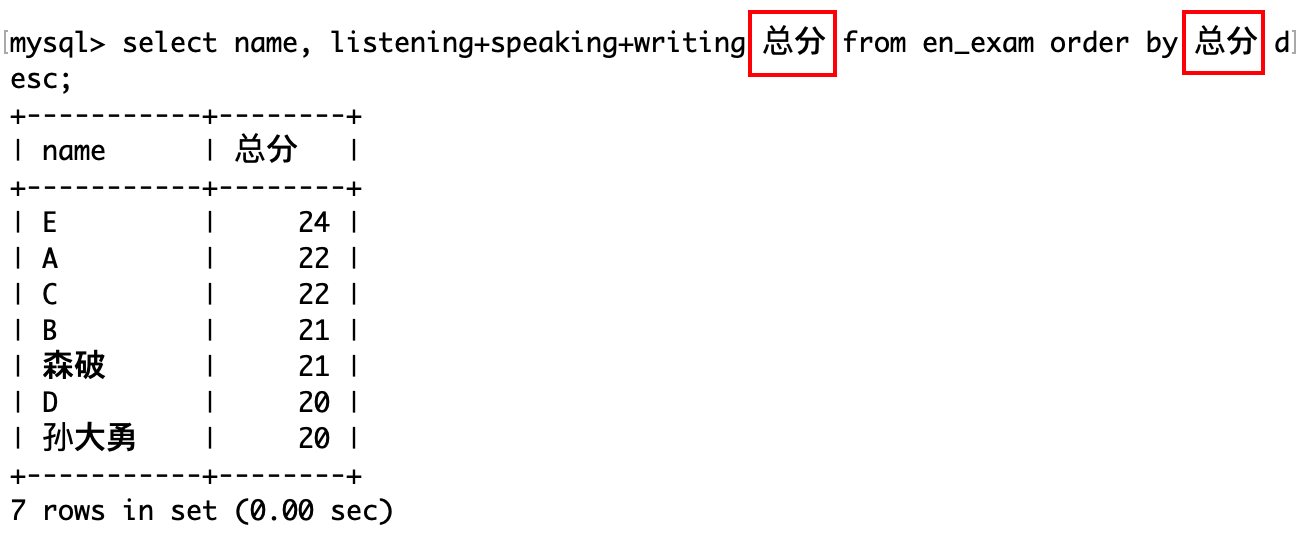 mysql> select name, listening+speaking+writing 总分 from en_exam order by 总分 d
esc;
+-----------+--------+
| name      | 总分   |
+-----------+--------+
| E         |     24 |
| A         |     22 |
| C         |     22 |
| B         |     21 |
| 森破      |     21 |
| D         |     20 |
| 孙大勇    |     20 |
+-----------+--------+
7 rows in set (0.00 sec)